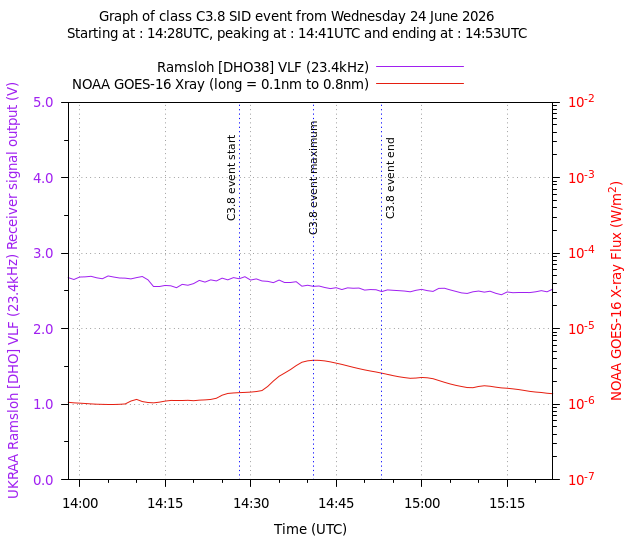 Graph of class C3.8 SID event from Wednesday 24 June 2026
Starting at : 14:28UTC, peaking at : 14:41UTC and ending at : 14:53UTC
Ramsloh [DHO38] VLF (23.4kHz)
NOAA GOES-16 Xray (long = 0.1nm to 0.8nm)
UKRAA Ramsloh [DHO] VLF (23.4kHz) Receiver signal output (V)
5.0
4.0
3.0
2.0
1.0
0.0
C3.8 event start
C3.8 event maximum
C3.8 event end
10-2
10-3
10-4
10-5
10-6
10-7
NOAA GOES-16 X-ray Flux (W/m2)
14:00 14:15 14:30 14:45 15:00 15:15
Time (UTC)